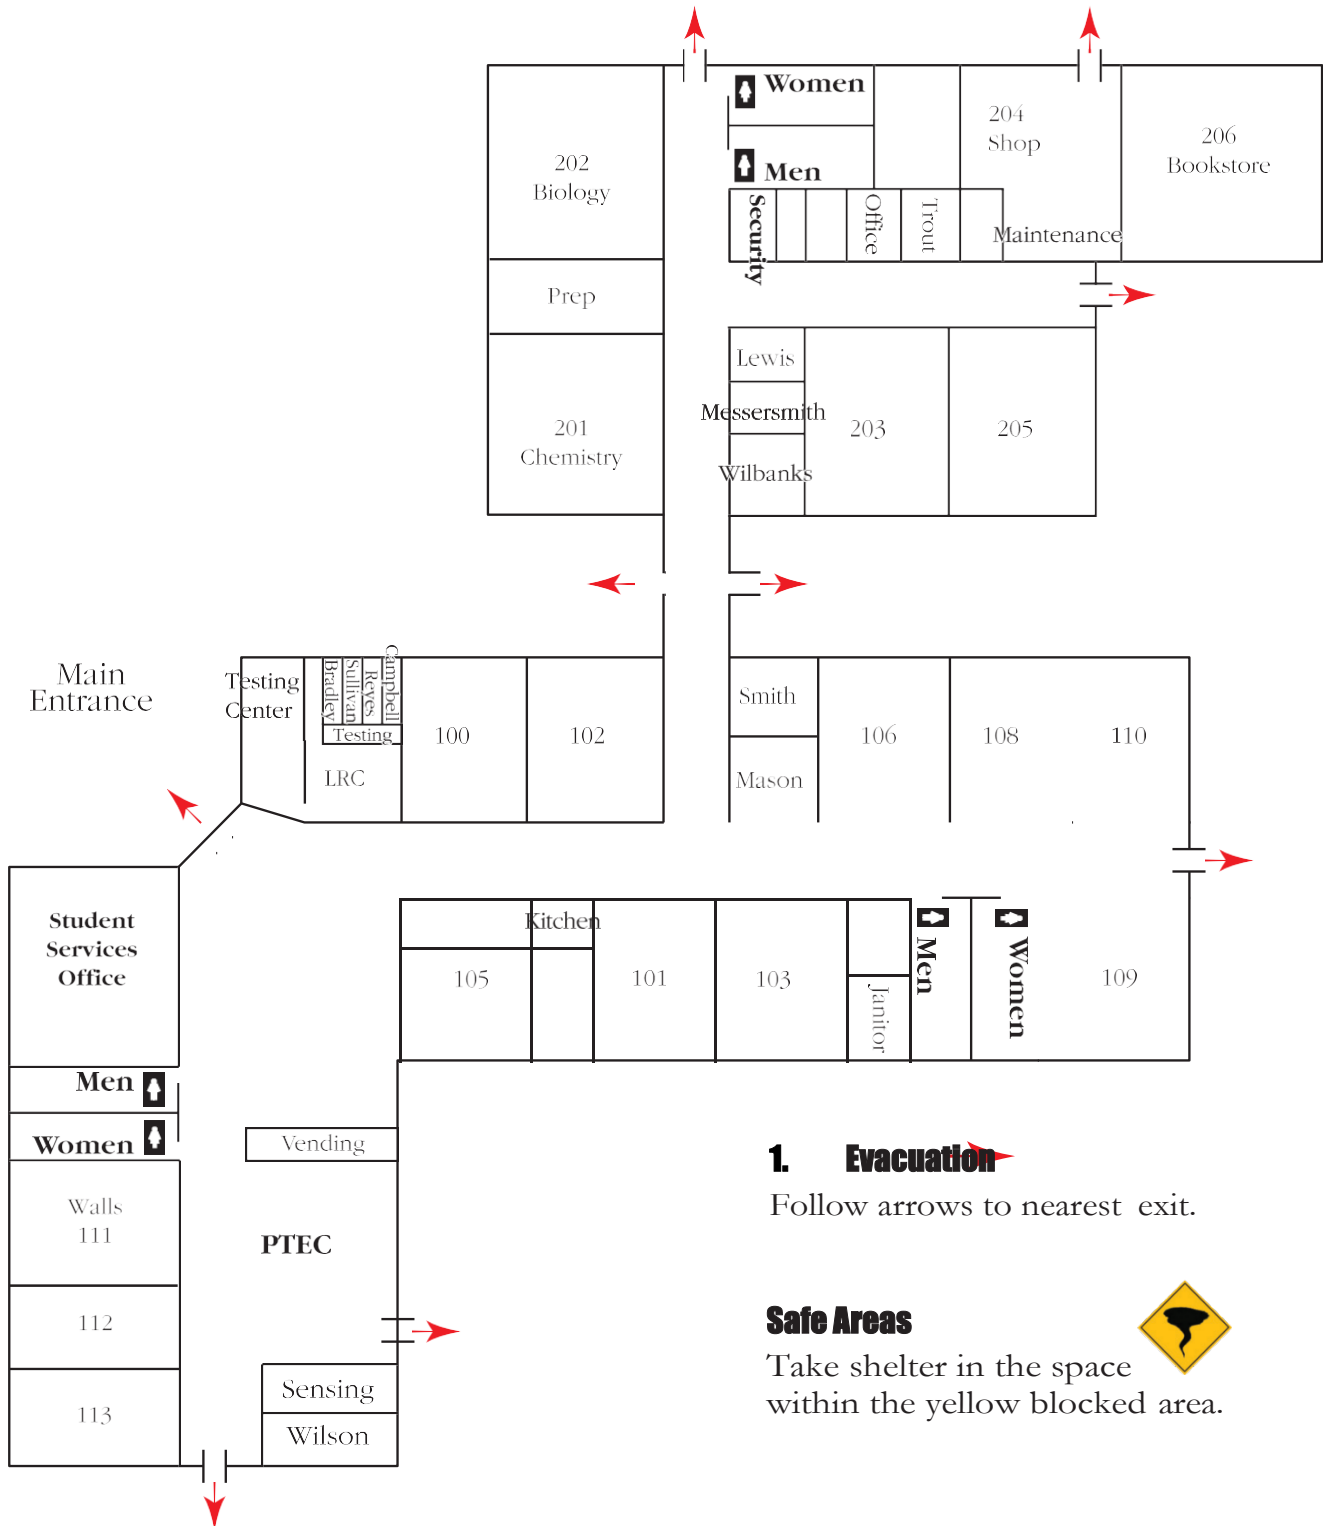 Women
204
Shop
206
Bookstore
202
Biology
Men
Security
Office
Trout
Maintenance
Prep
Lewis
Messersmith
203
205
201
Chemistry
Wilbanks
Main
Entrance
Testing
Center
Bradley
Sullivan
Reyes
Campbell
Testing
LRC
100
102
Smith
Mason
106
108
110
Student
Services
Office
Kitchen
105
101
103
Janitor
Men
Women
109
Men
Women
Vending
Walls
111
PTEC
112
113
Sensing
Wilson
1. Evacuation
Follow arrows to nearest exit.
Safe Areas
Take shelter in the space
within the yellow blocked area.